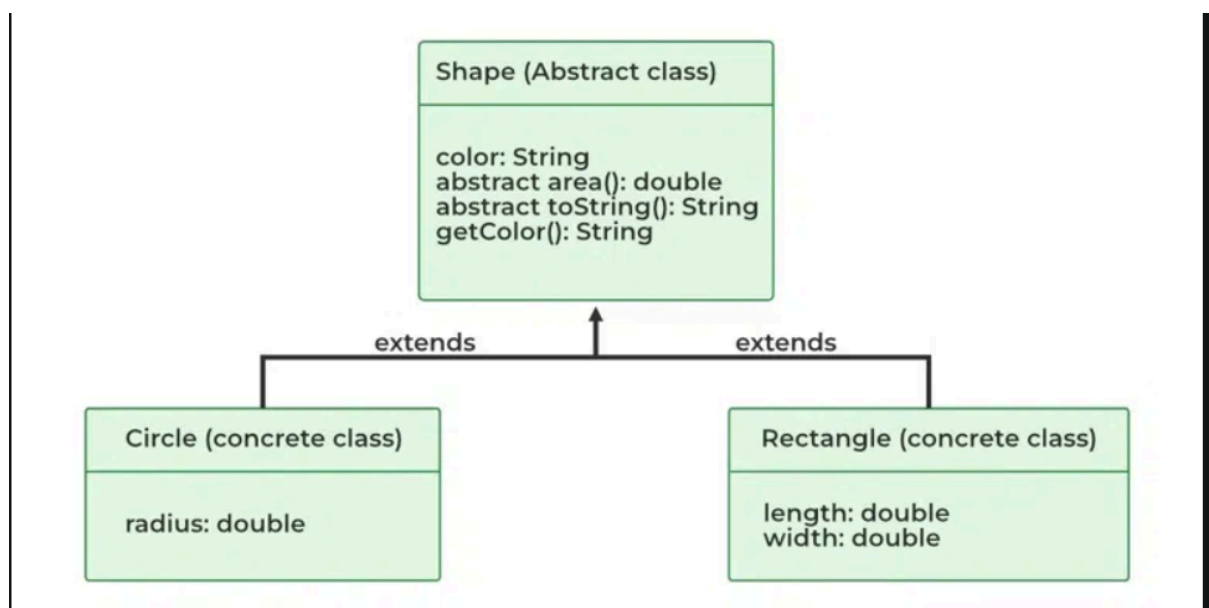 Shape (Abstract class)
color: String
abstract area(): double
abstract toString(): String
getColor(): String
extends
extends
Circle (concrete class)
radius: double
Rectangle (concrete class)
length: double
width: double